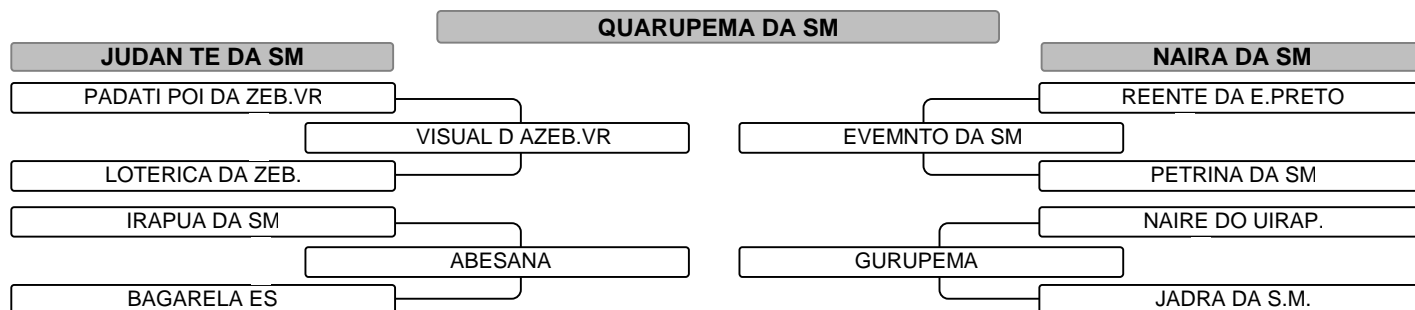 QUARUPEMA DA SM
JUDAN TE DA SM
NAIRA DA SM
PADATI POI DA ZEB.VR
REENTE DA E.PRETO
VISUAL D AZEB.VR
EVEMNTO DA SM
LOTERICA DA ZEB.
PETRINA DA SM
IRAPUA DA SM
NAIRE DO UIRAP.
ABESANA
GURUPEMA
BAGARELA ES
JADRA DA S.M.